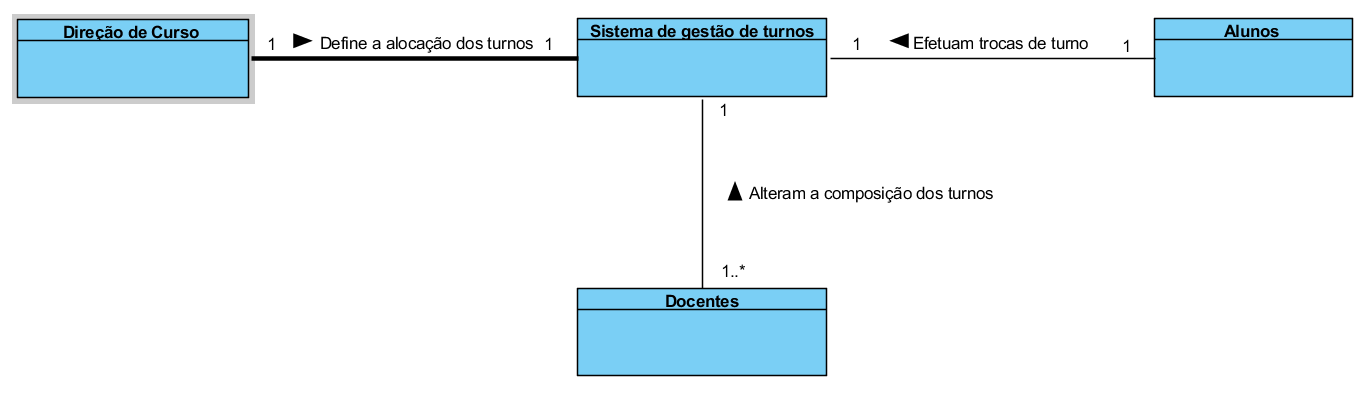 Direção de Curso
1 Define a alocação dos turnos 1
Sistema de gestão de turnos
1 Efetuam trocas de turno 1
Alunos
1
Alteram a composição dos turnos
1..*
Docentes